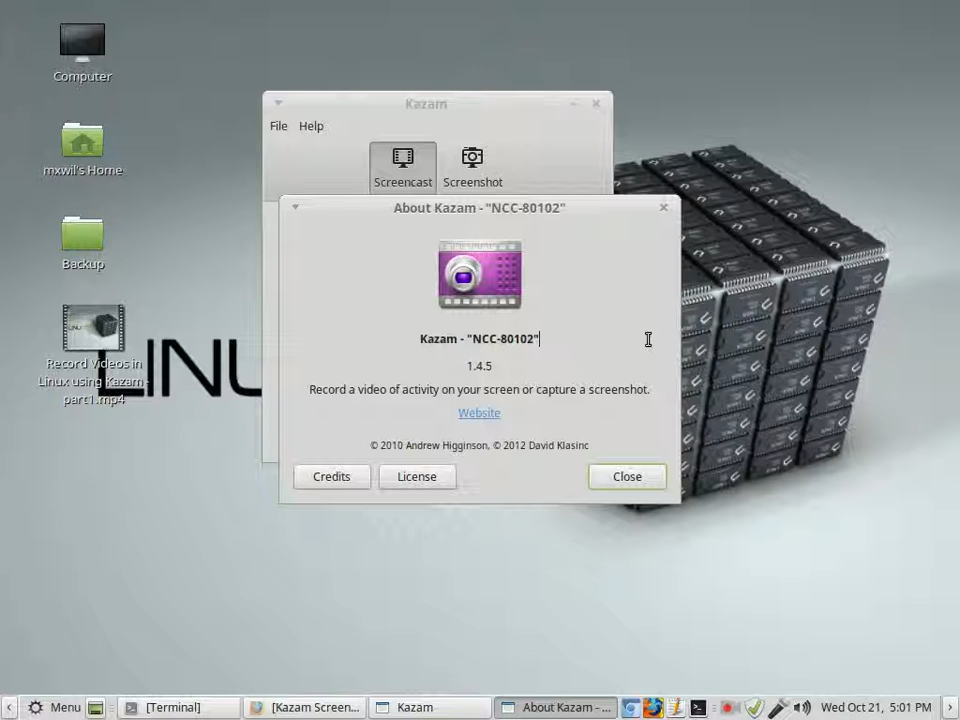 Computer
mxwil's Home
Backup
Record Videos in
Linux using Kazam -
part1.mp4
LINU
Kazam
File Help
Screencast Screenshot
About Kazam - "NCC-80102"
Kazam - "NCC-80102"
1.4.5
Record a video of activity on your screen or capture a screenshot.
Website
© 2010 Andrew Higginson, © 2012 David Klasinc
Credits License Close
Menu [Terminal] [Kazam Screen... Kazam About Kazam - ... Wed Oct 21, 5:01 PM